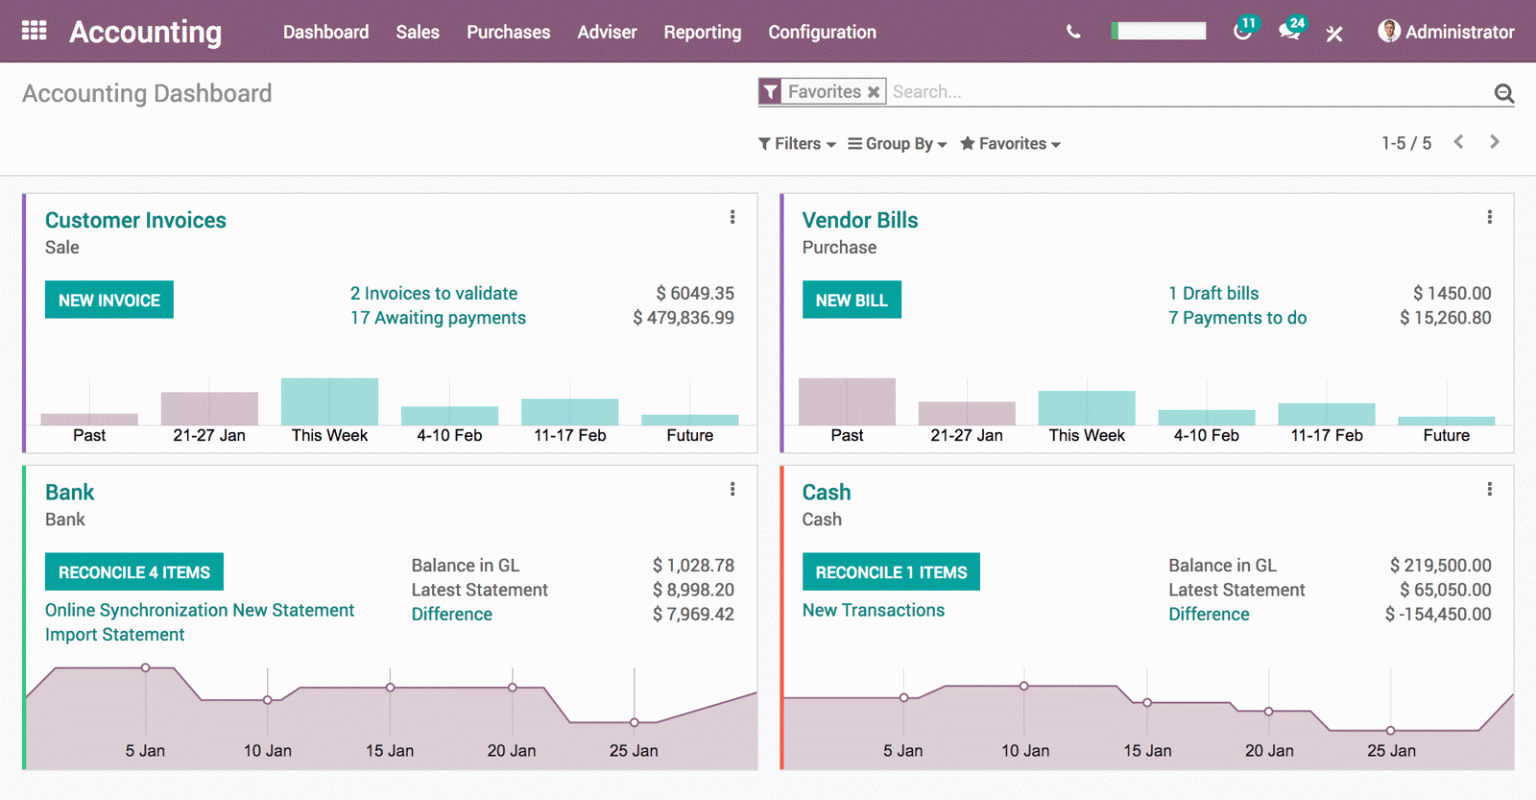 Accounting Dashboard Sales Purchases Adviser Reporting Configuration 11 24 Administrator
Accounting Dashboard
Favorites Search...
Filters Group By Favorites 1-5 / 5
Customer Invoices
Sale
NEW INVOICE
2 Invoices to validate $ 6049.35
17 Awaiting payments $ 479,836.99
Past 21-27 Jan This Week 4-10 Feb 11-17 Feb Future
Vendor Bills
Purchase
NEW BILL
1 Draft bills $ 1450.00
7 Payments to do $ 15,260.80
Past 21-27 Jan This Week 4-10 Feb 11-17 Feb Future
Bank
Bank
RECONCILE 4 ITEMS
Online Synchronization New Statement
Import Statement
Balance in GL $ 1,028.78
Latest Statement $ 8,998.20
Difference $ 7,969.42
5 Jan 10 Jan 15 Jan 20 Jan 25 Jan
Cash
Cash
RECONCILE 1 ITEMS
New Transactions
Balance in GL $ 219,500.00
Latest Statement $ 65,050.00
Difference $ -154,450.00
5 Jan 10 Jan 15 Jan 20 Jan 25 Jan